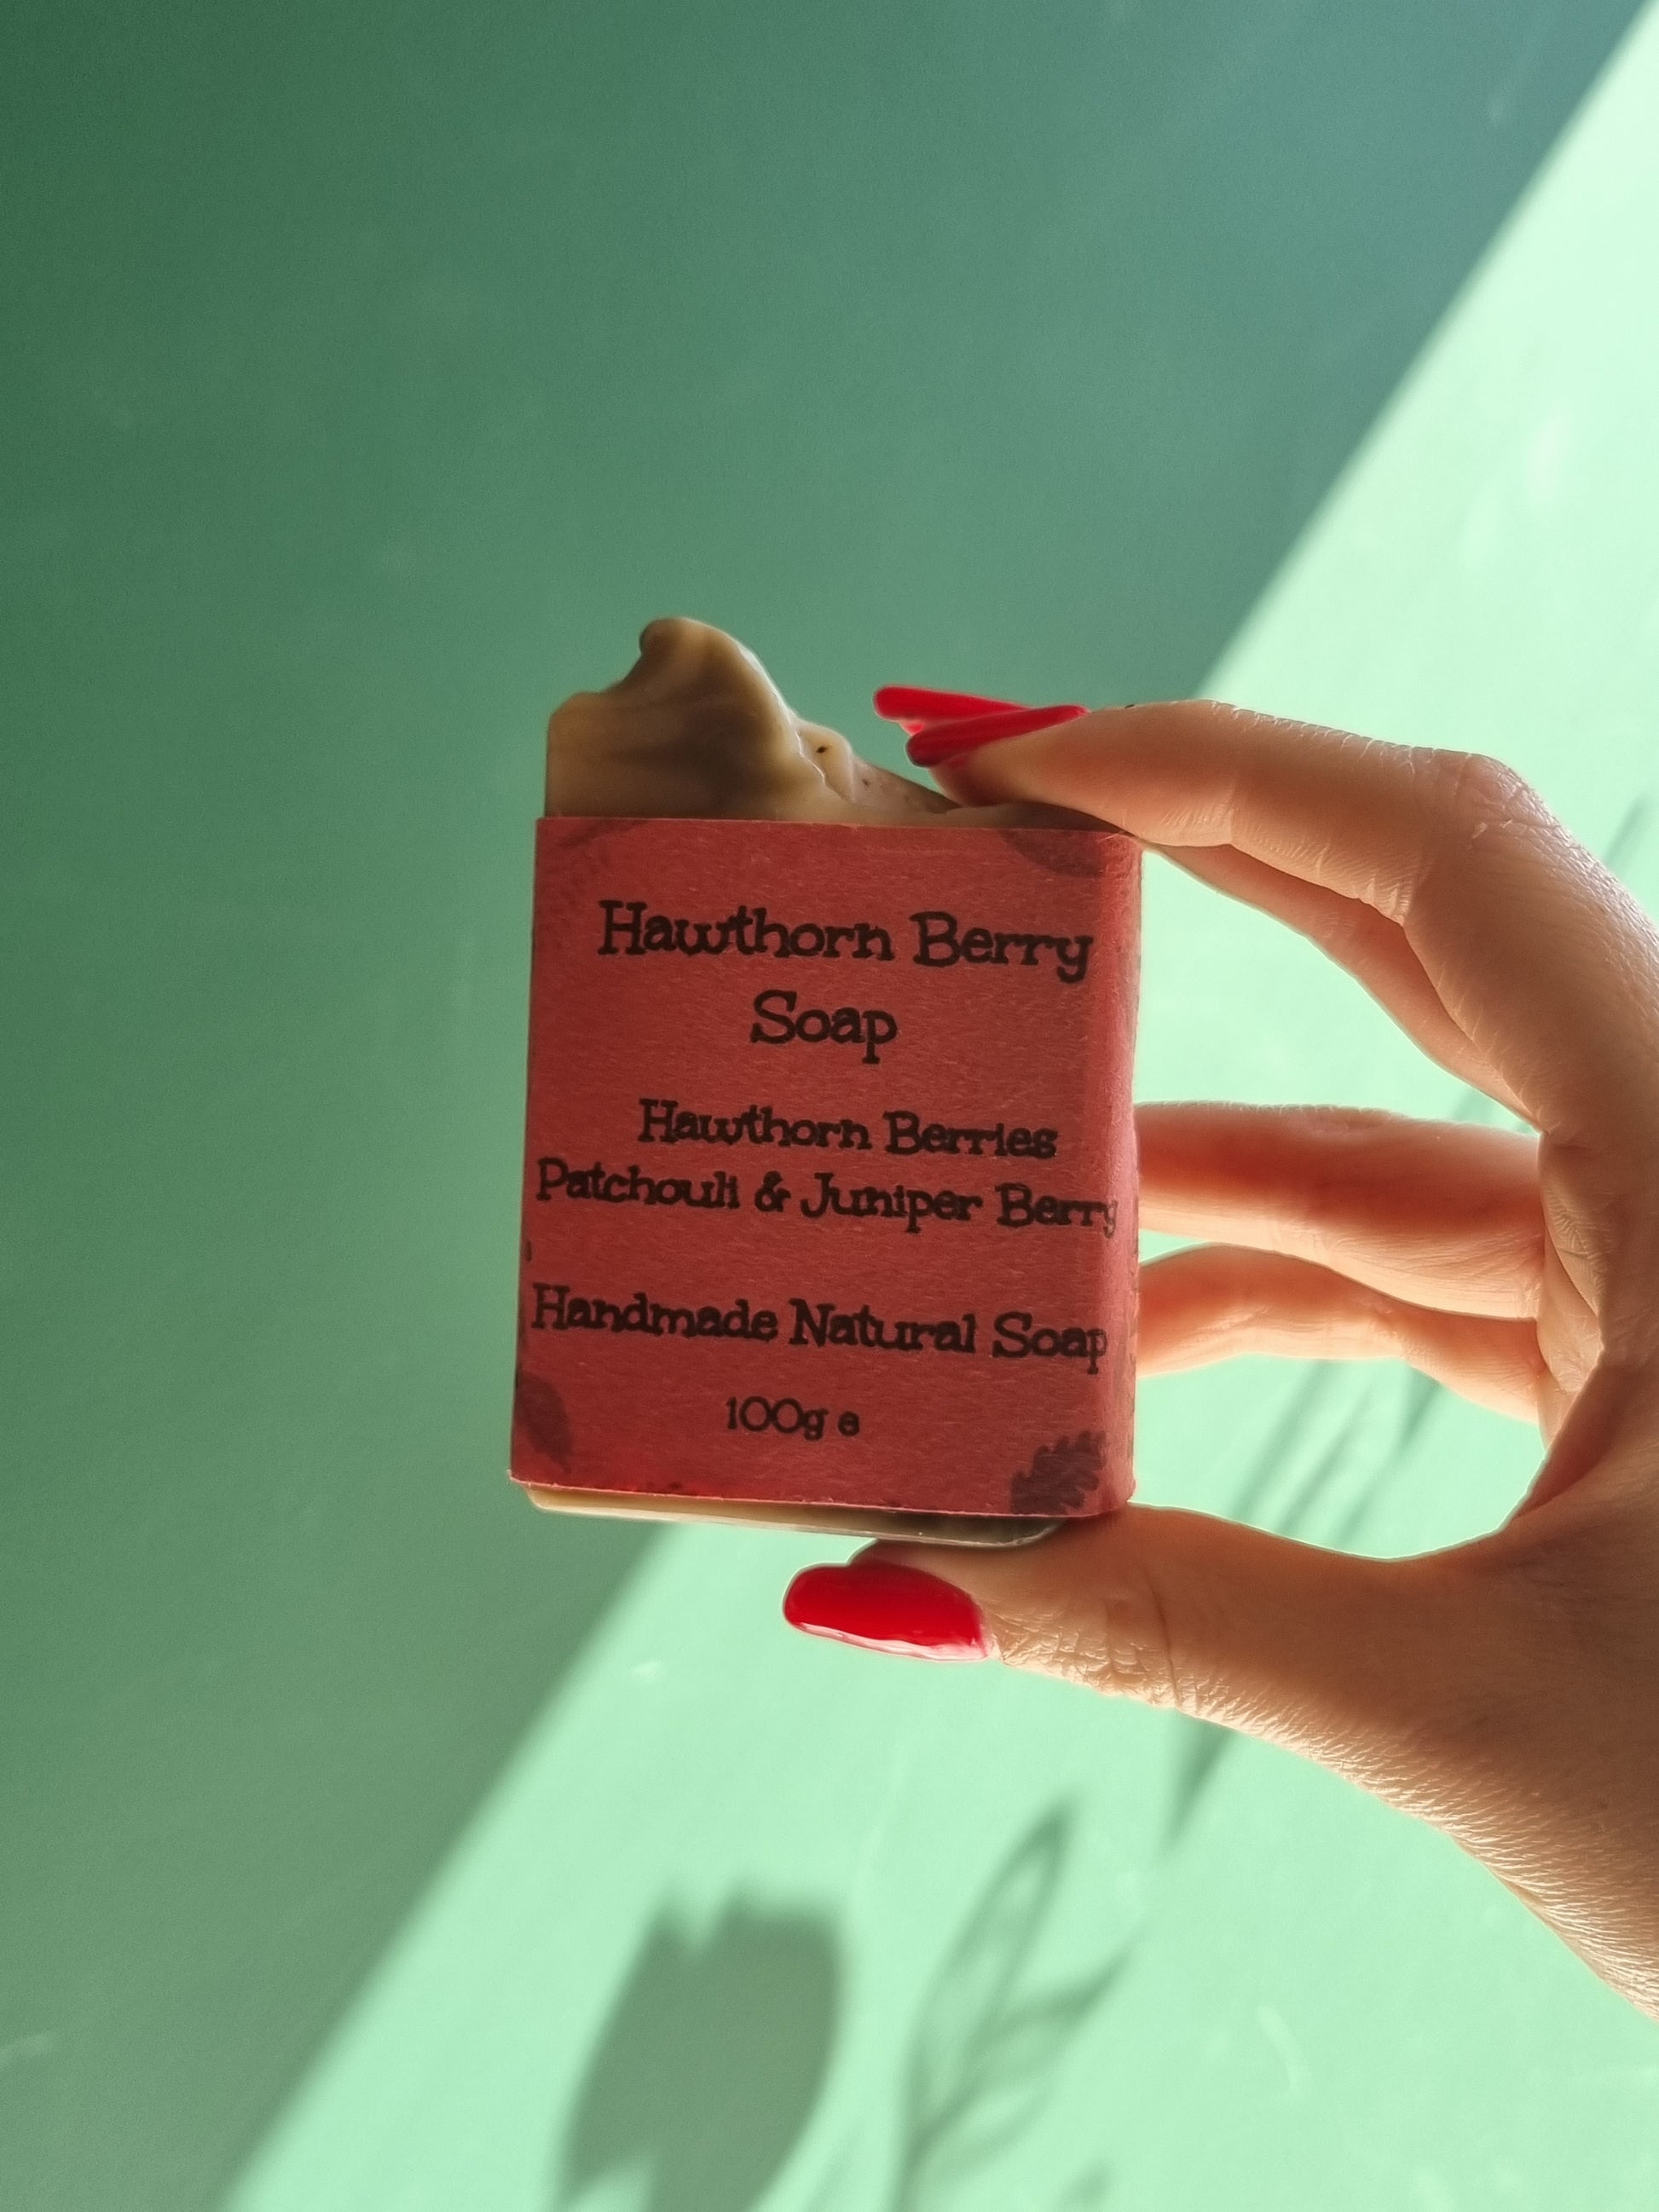 Hawthorn Berry
Soap
Hawthorn Berries
Patchouli & Juniper Berry
Handmade Natural Soap
100g e